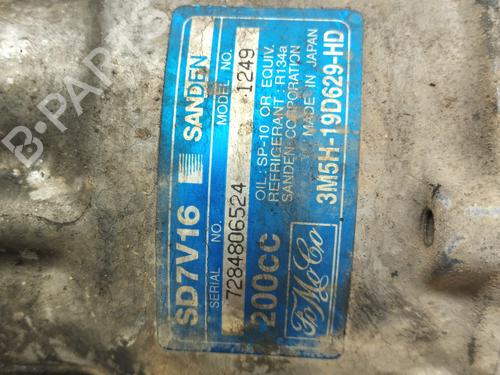 SD7V16 SANDEN
SERIAL NO. MODEL NO.
7284806524 1249
200cc OIL: SP-10 OR EQUIV.
REFRIGERANT: R134a
SANDEN CORPORATION
MADE IN JAPAN
FoMoCo 3M5H-19D629-HD
B-PARTS